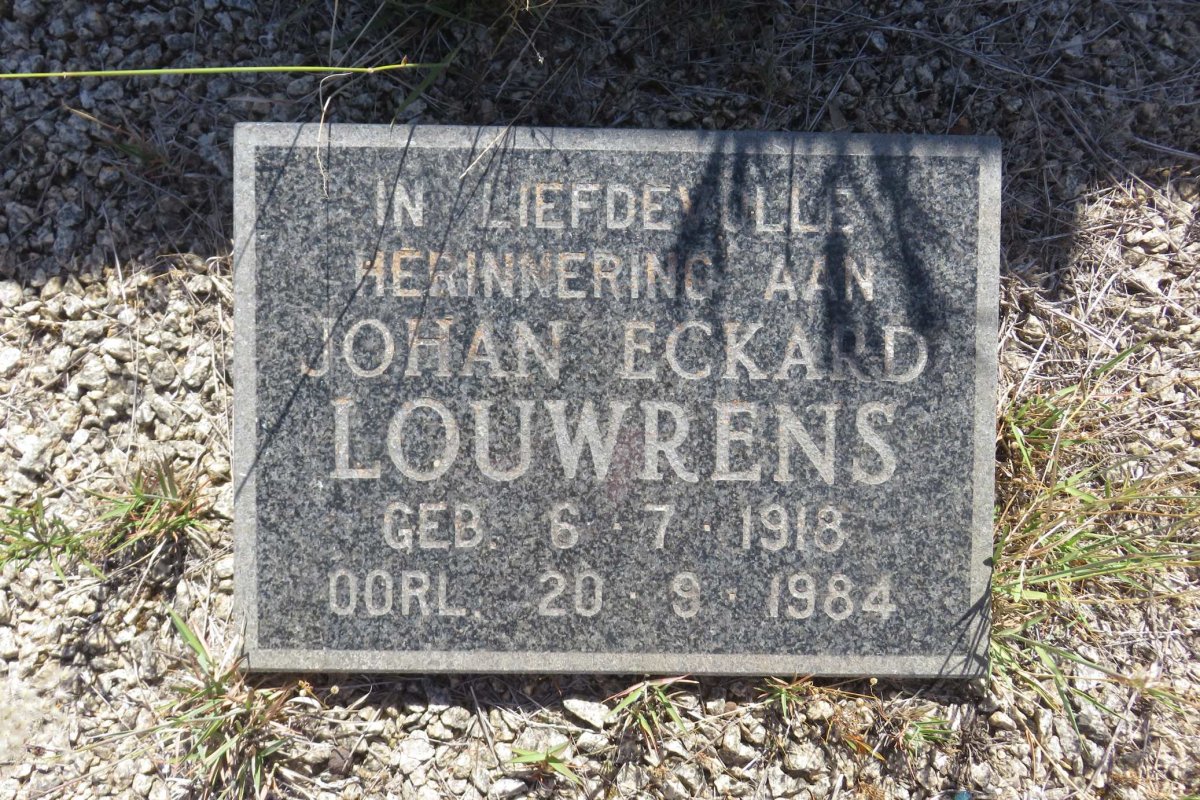 IN LIEFDEVOLLE
HERINNERING AAN
JOHAN ECKARD
LOUWRENS
GEB. 6 · 7 · 1918
OORL. 20 · 9 · 1984